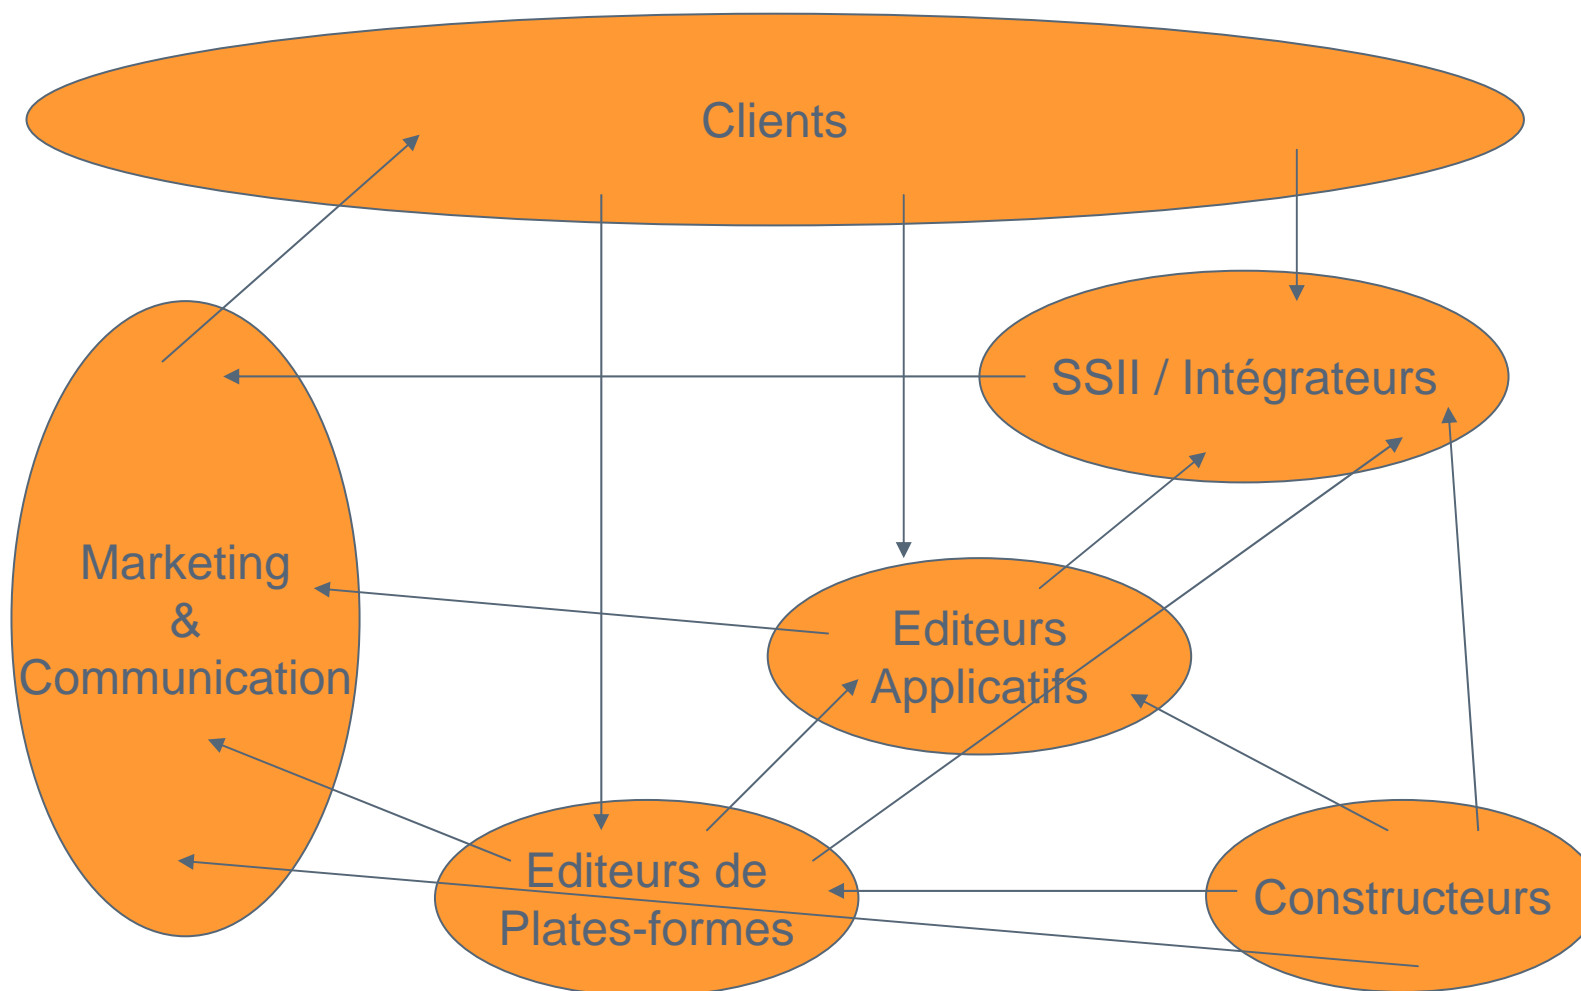 Clients
SSII / Intégrateurs
Marketing
&
Communication
Editeurs
Applicatifs
Editeurs de
Plates-formes
Constructeurs